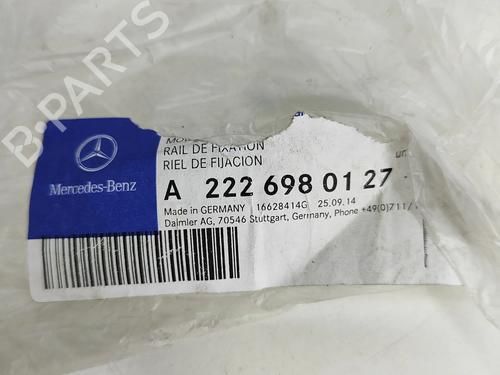 B-PARTS
RAIL DE FIXATION
RIEL DE FIJACION
Mercedes-Benz
A 222 698 01 27
Made in GERMANY 16628414G 25.09.14
Daimler AG, 70546 Stuttgart, Germany, Phone +49(0)711/